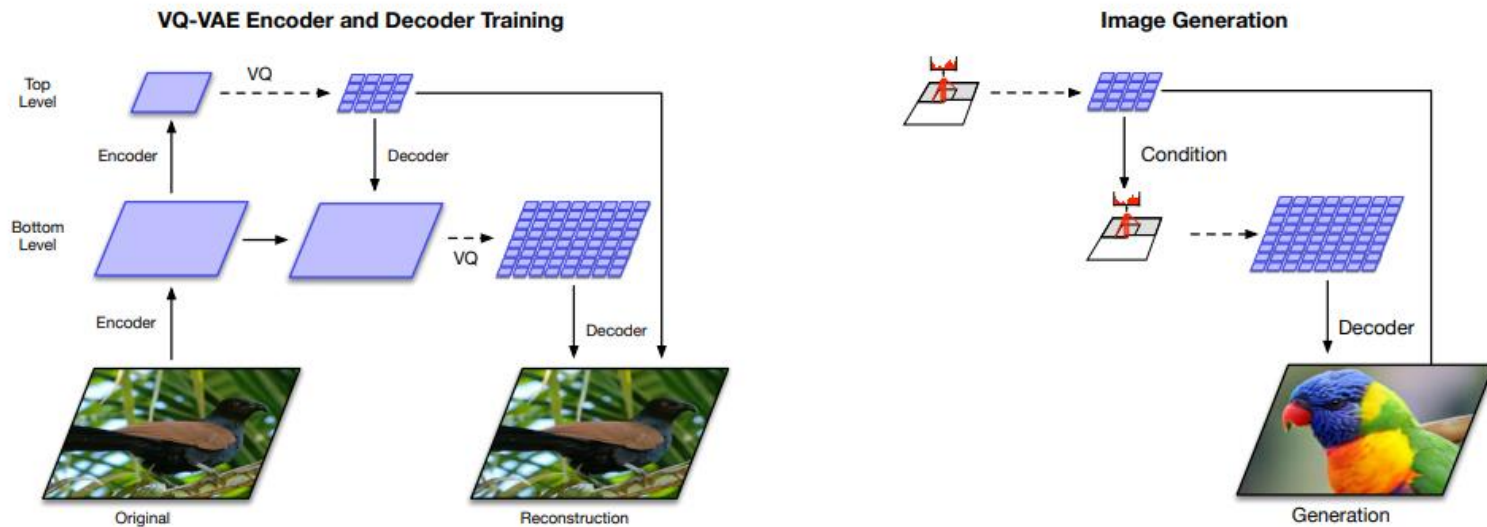 VQ-VAE Encoder and Decoder Training
Top
Level
VQ
Encoder
Decoder
Bottom
Level
VQ
Encoder
Decoder
Original
Reconstruction
Image Generation
Condition
Decoder
Generation